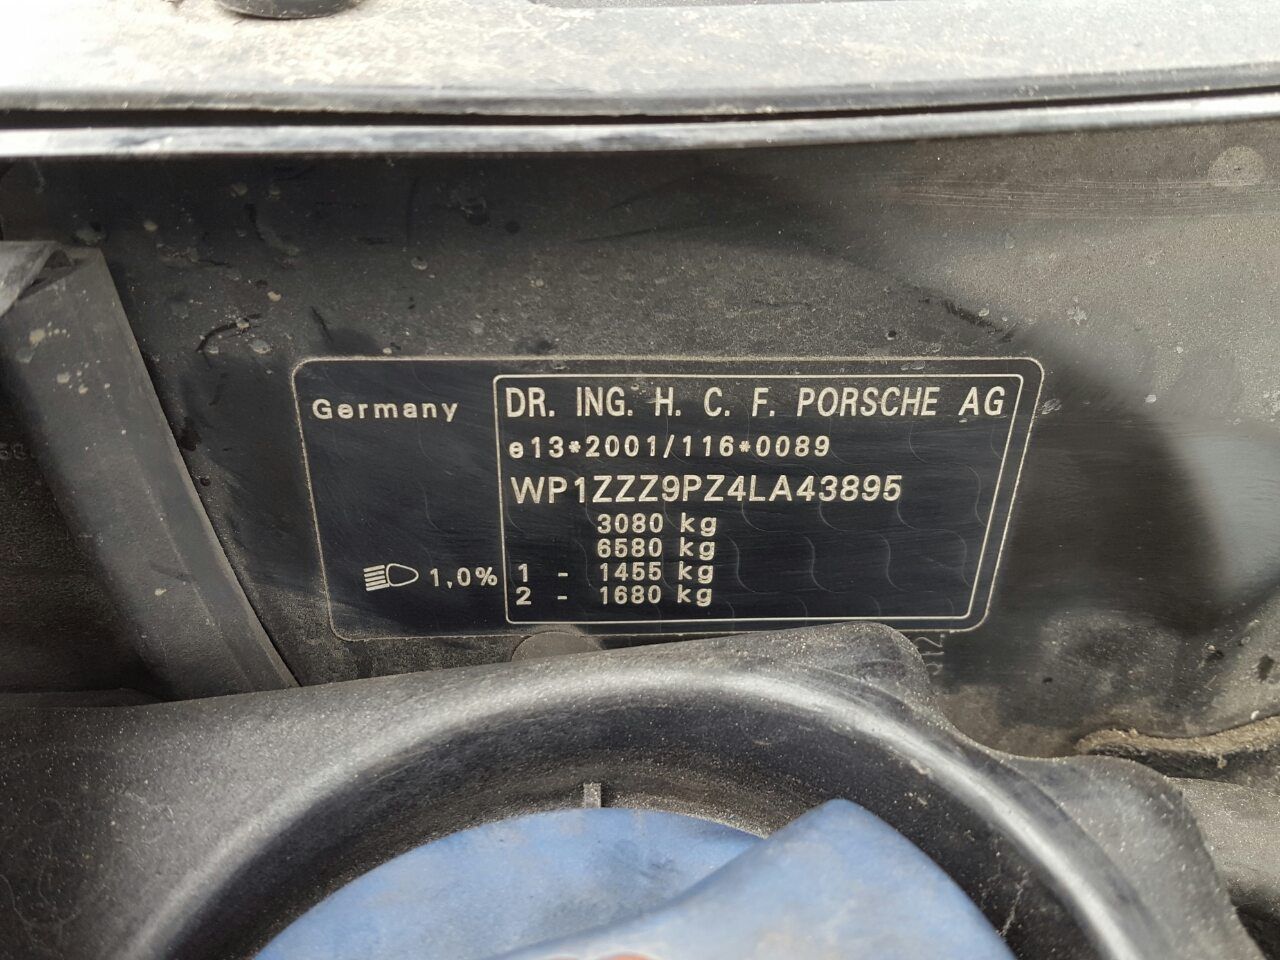 Germany
DR. ING. H. C. F. PORSCHE AG
e13*2001/116*0089
WP1ZZZ9PZ4LA43895
3080 kg
6580 kg
1,0% 1 - 1455 kg
2 - 1680 kg